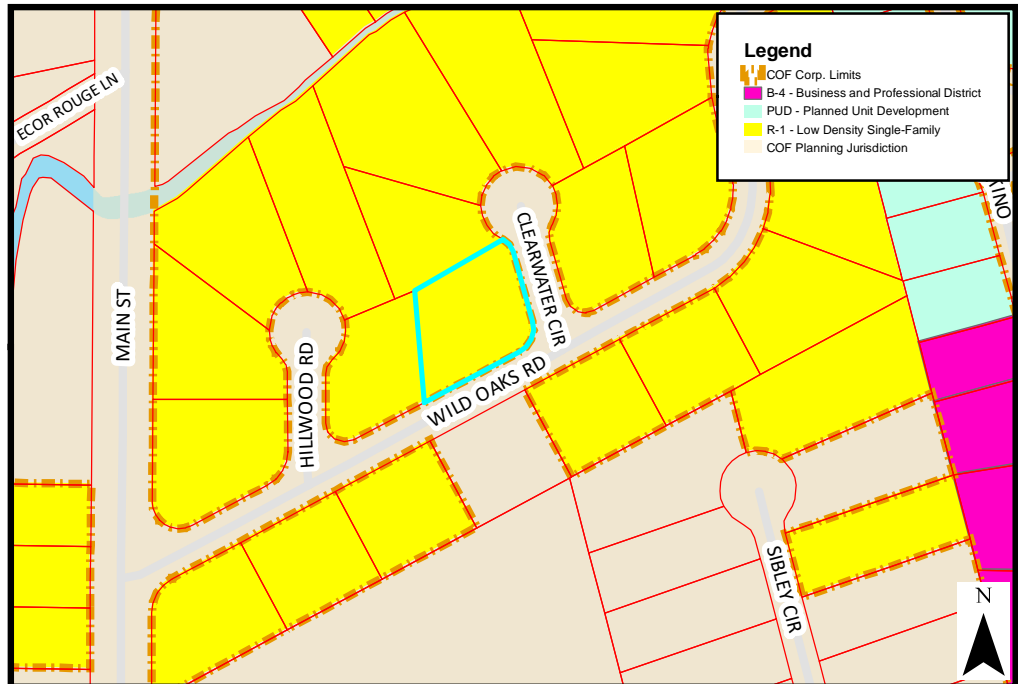 Legend
COF Corp. Limits
B-4 - Business and Professional District
PUD - Planned Unit Development
R-1 - Low Density Single-Family
COF Planning Jurisdiction
ECOR ROUGE LN
MAIN ST
HILLWOOD RD
CLEARWATER CIR
WILD OAKS RD
SIBLEY CIR
N